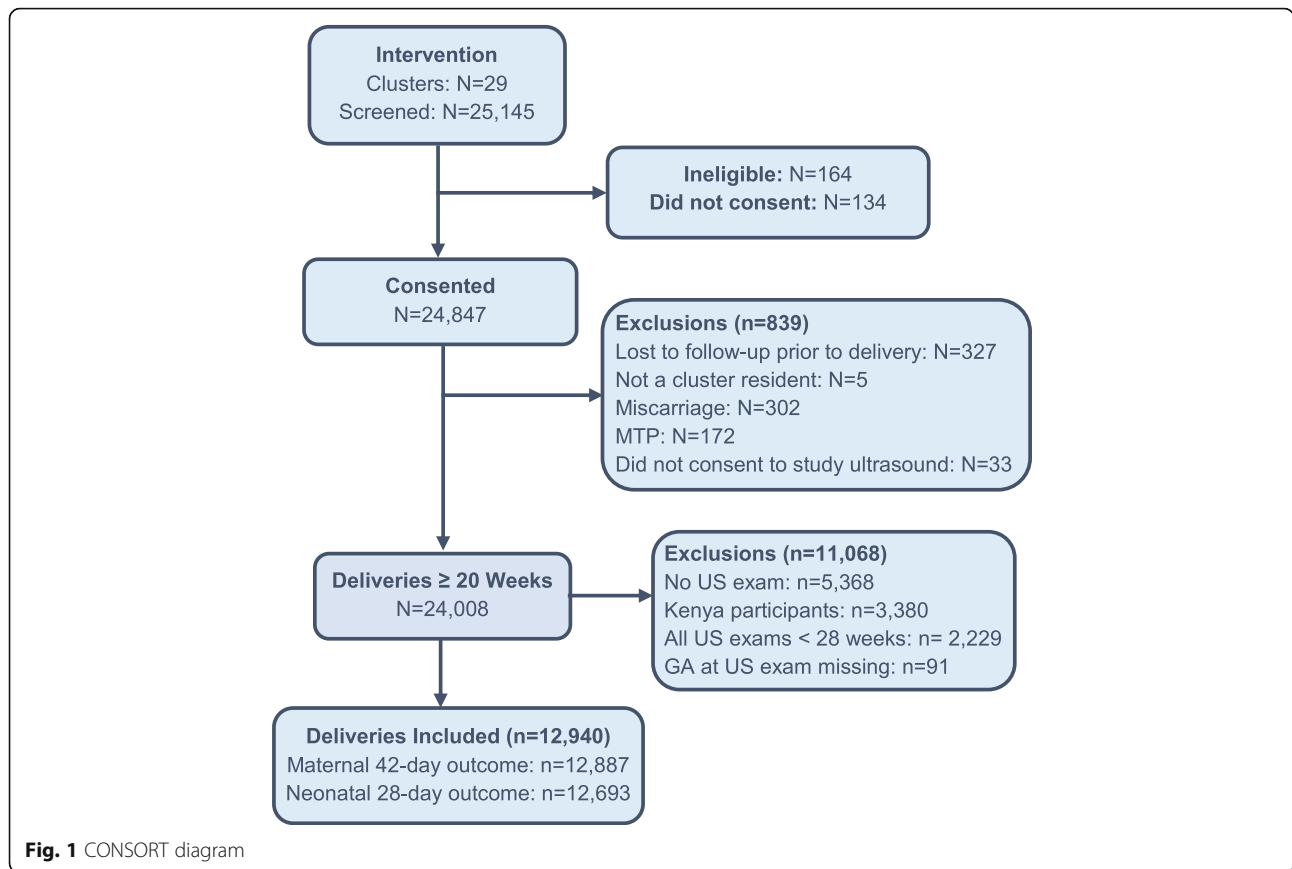 Intervention
Clusters: N=29
Screened: N=25,145
Ineligible: N=164
Did not consent: N=134
Consented
N=24,847
Exclusions (n=839)
Lost to follow-up prior to delivery: N=327
Not a cluster resident: N=5
Miscarriage: N=302
MTP: N=172
Did not consent to study ultrasound: N=33
Deliveries ≥ 20 Weeks
N=24,008
Exclusions (n=11,068)
No US exam: n=5,368
Kenya participants: n=3,380
All US exams < 28 weeks: n= 2,229
GA at US exam missing: n=91
Deliveries Included (n=12,940)
Maternal 42-day outcome: n=12,887
Neonatal 28-day outcome: n=12,693
Fig. 1 CONSORT diagram